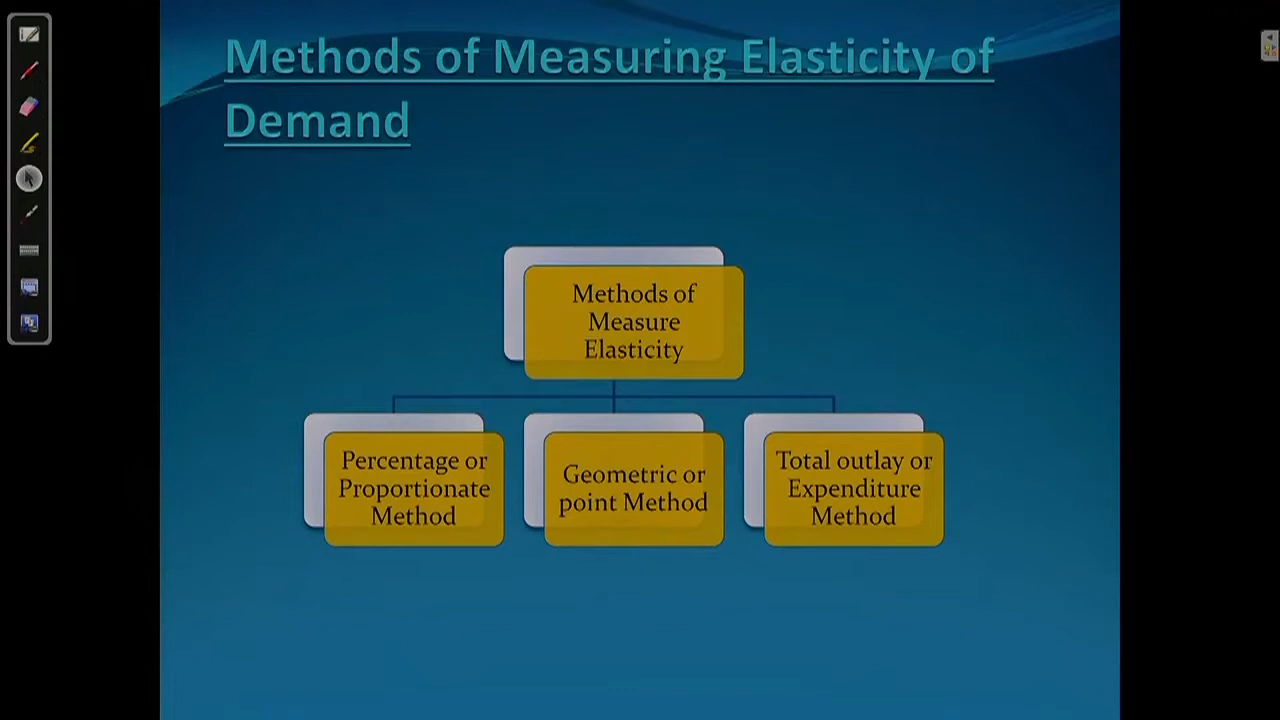 Methods of Measuring Elasticity of
Demand
Methods of
Measure
Elasticity
Percentage or
Proportionate
Method
Geometric or
point Method
Total outlay or
Expenditure
Method